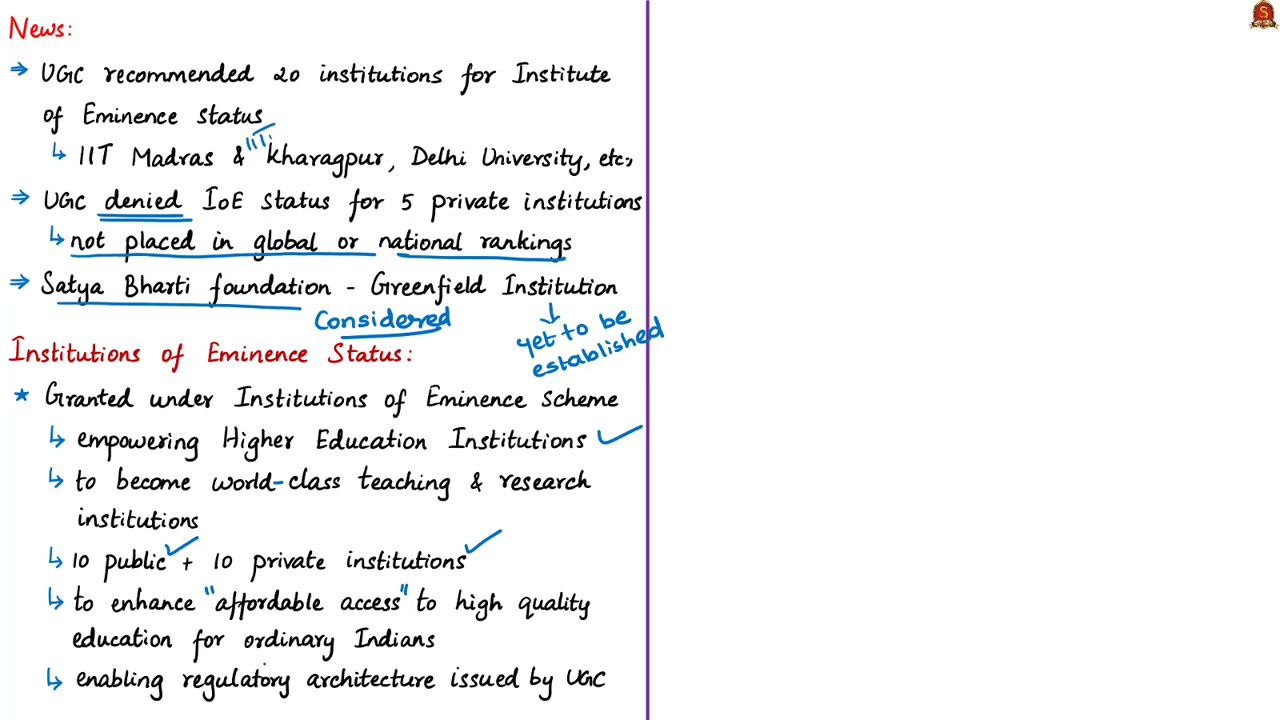 News:
⇒ UGC recommended 20 institutions for Institute
of Eminence status
↳ IIT Madras & IIT Kharagpur, Delhi University, etc,
⇒ UGC denied IoE status for 5 private institutions
↳ not placed in global or national rankings
⇒ Satya Bharti foundation - Greenfield Institution
Considered
↓
yet to be
established
Institutions of Eminence Status:
★ Granted under Institutions of Eminence Scheme
↳ empowering Higher Education Institutions ✓
↳ to become world-class teaching & research
institutions
↳ 10 public ✓ + 10 private institutions ✓
↳ to enhance "affordable access" to high quality
education for ordinary Indians
↳ enabling regulatory architecture issued by UGC
S